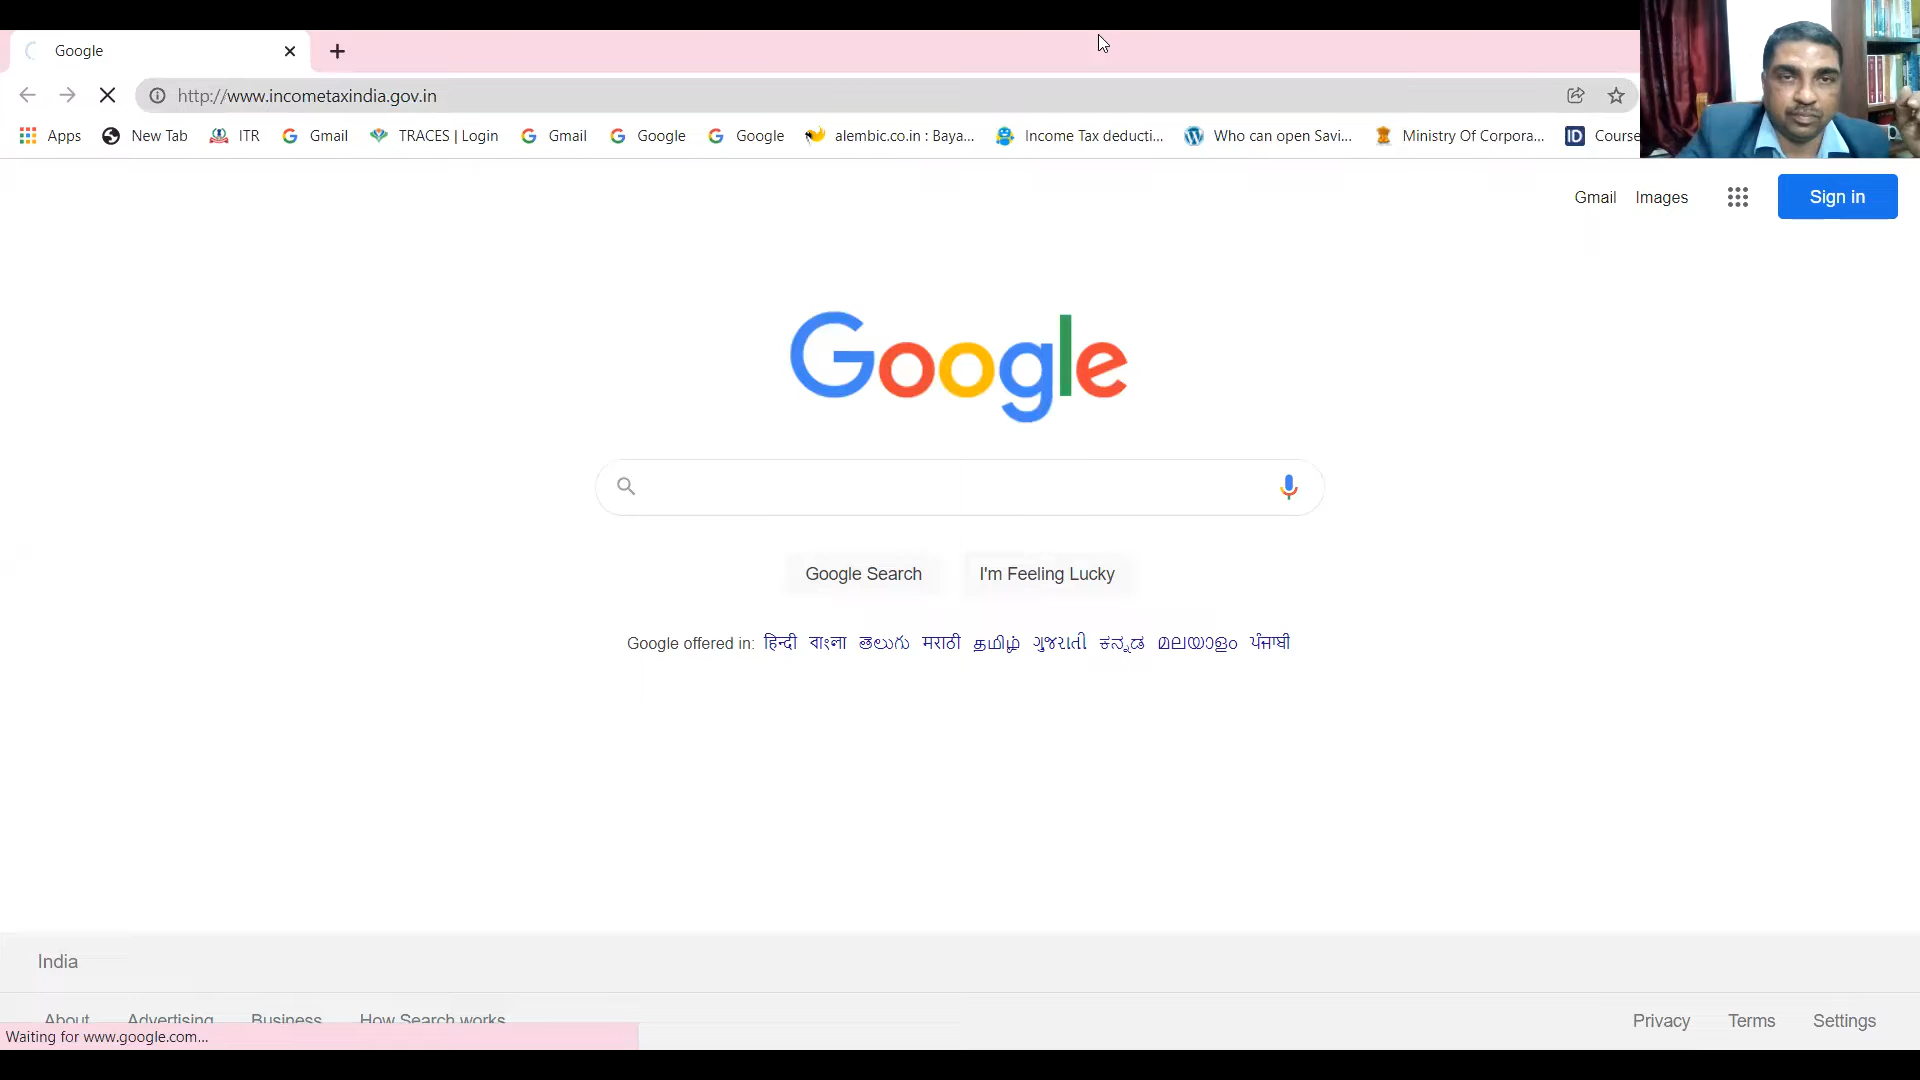 Google
http://www.incometaxindia.gov.in
Apps New Tab ITR Gmail TRACES | Login Gmail Google Google alembic.co.in : Baya... Income Tax deducti... Who can open Savi... Ministry Of Corpora... ID Course
Gmail Images Sign in
Google
Google Search I'm Feeling Lucky
Google offered in: हिन्दी বাংলা తెలుగు मराठी தமிழ் ગુજરાતી ಕನ್ನಡ മലയാളം ਪੰਜਾਬੀ
India
About Advertising Business How Search works Privacy Terms Settings
Waiting for www.google.com...